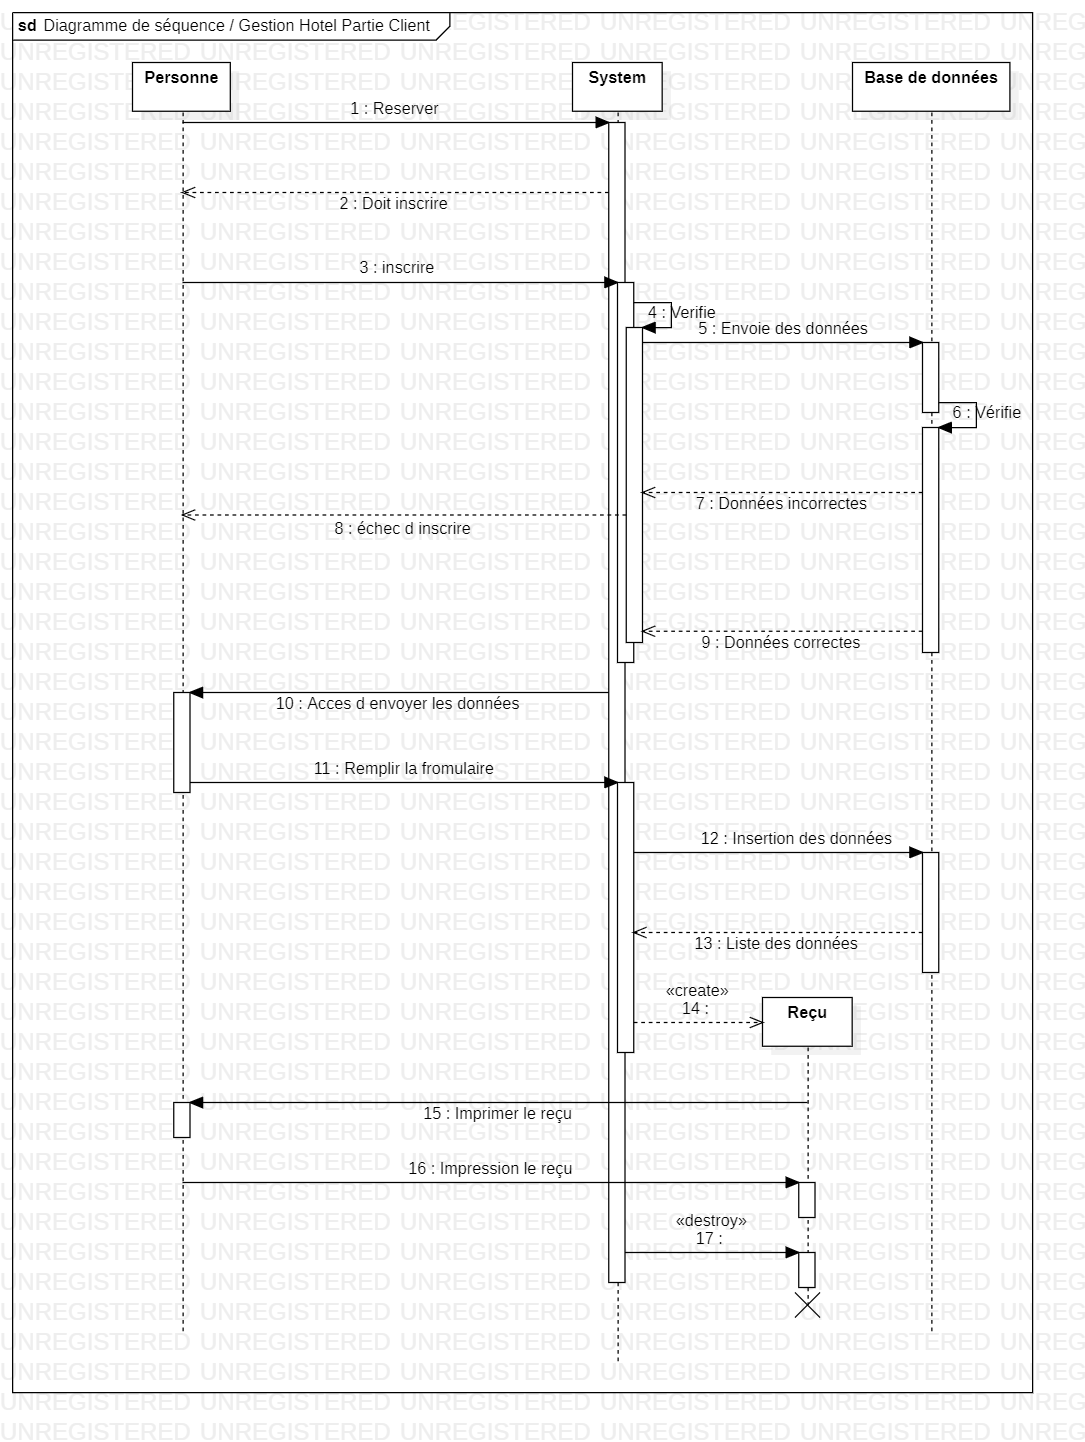 sd Diagramme de séquence / Gestion Hotel Partie Client
Personne
System
Base de données
1 : Reserver
2 : Doit inscrire
3 : inscrire
4 : Verifie
5 : Envoie des données
6 : Vérifie
7 : Données incorrectes
8 : échec d inscrire
9 : Données correctes
10 : Acces d envoyer les données
11 : Remplir la fromulaire
12 : Insertion des données
13 : Liste des données
«create»
14 :
Reçu
15 : Imprimer le reçu
16 : Impression le reçu
«destroy»
17 :
UNREGISTERED